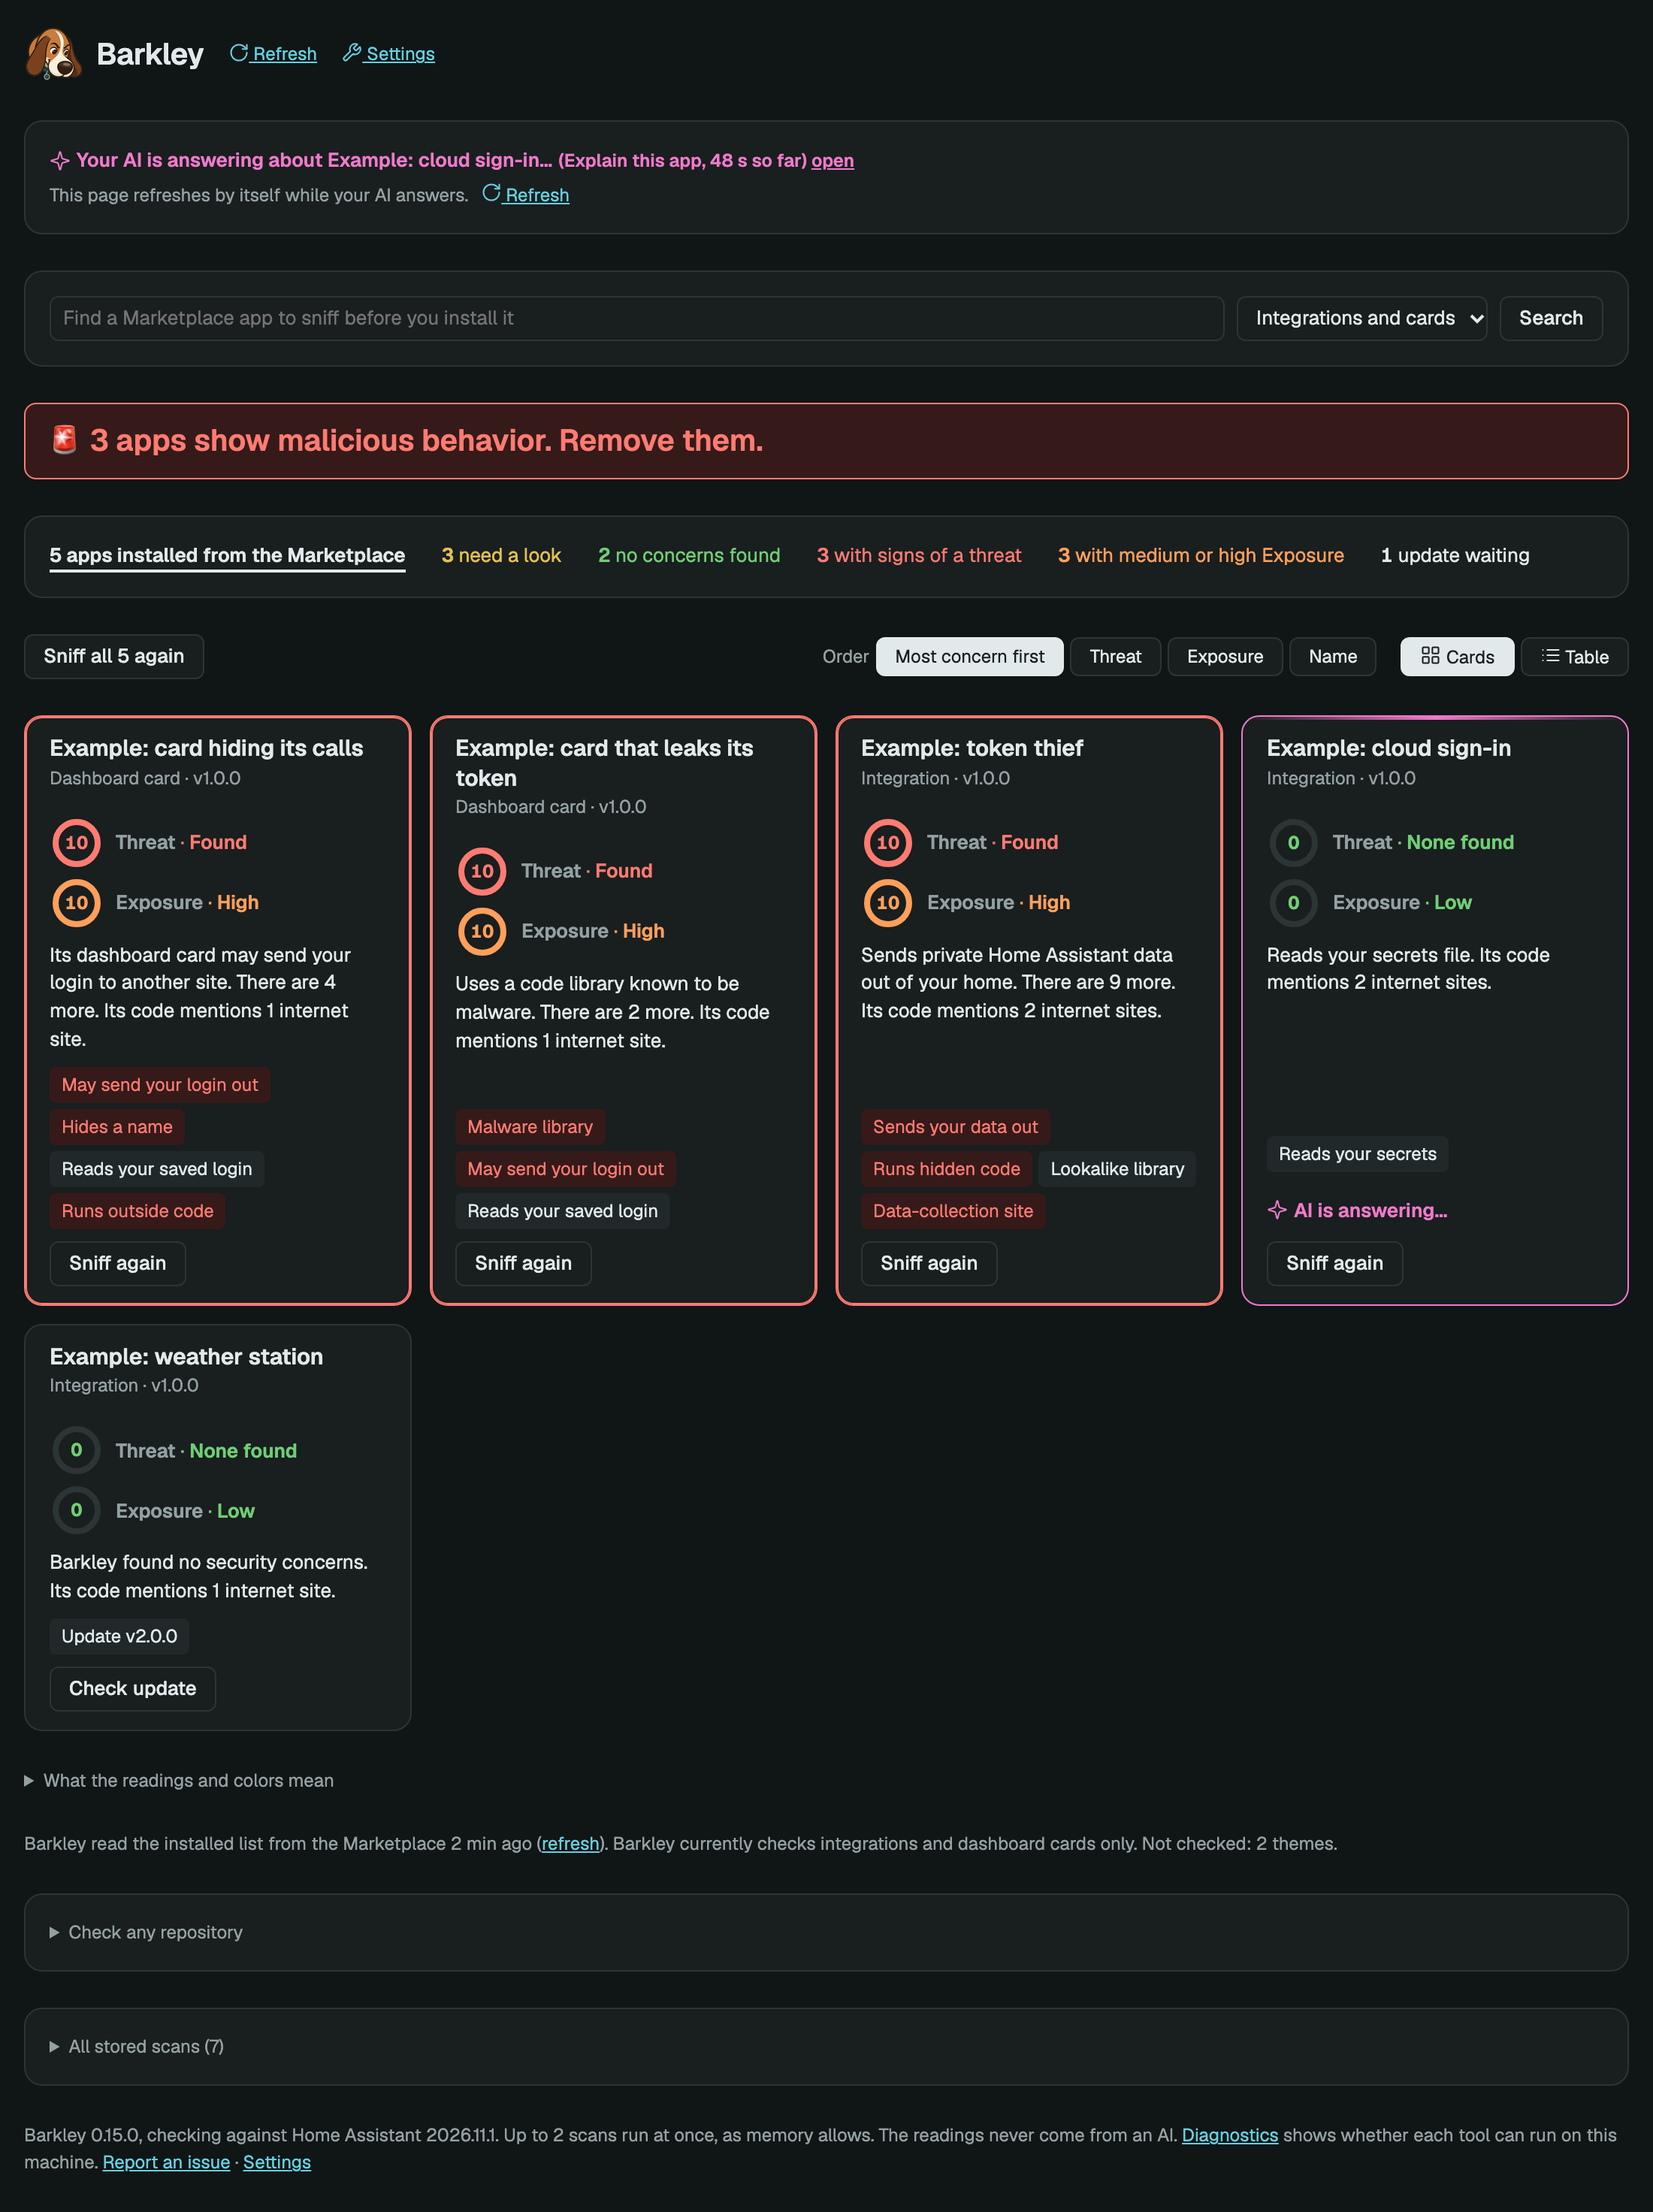 Barkley
Refresh
Settings
Your AI is answering about Example: cloud sign-in... (Explain this app, 48 s so far) open
This page refreshes by itself while your AI answers. Refresh
Find a Marketplace app to sniff before you install it
Integrations and cards
Search
3 apps show malicious behavior. Remove them.
5 apps installed from the Marketplace
3 need a look
2 no concerns found
3 with signs of a threat
3 with medium or high Exposure
1 update waiting
Sniff all 5 again
Order
Most concern first
Threat
Exposure
Name
Cards
Table
Example: card hiding its calls
Dashboard card · v1.0.0
10
Threat · Found
10
Exposure · High
Its dashboard card may send your
login to another site. There are 4
more. Its code mentions 1 internet
site.
May send your login out
Hides a name
Reads your saved login
Runs outside code
Sniff again
Example: card that leaks its
token
Dashboard card · v1.0.0
10
Threat · Found
10
Exposure · High
Uses a code library known to be
malware. There are 2 more. Its code
mentions 1 internet site.
Malware library
May send your login out
Reads your saved login
Sniff again
Example: token thief
Integration · v1.0.0
10
Threat · Found
10
Exposure · High
Sends private Home Assistant data
out of your home. There are 9 more.
Its code mentions 2 internet sites.
Sends your data out
Runs hidden code
Lookalike library
Data-collection site
Sniff again
Example: cloud sign-in
Integration · v1.0.0
0
Threat · None found
0
Exposure · Low
Reads your secrets file. Its code
mentions 2 internet sites.
Reads your secrets
AI is answering...
Sniff again
Example: weather station
Integration · v1.0.0
0
Threat · None found
0
Exposure · Low
Barkley found no security concerns.
Its code mentions 1 internet site.
Update v2.0.0
Check update
What the readings and colors mean
Barkley read the installed list from the Marketplace 2 min ago (refresh). Barkley currently checks integrations and dashboard cards only. Not checked: 2 themes.
Check any repository
All stored scans (7)
Barkley 0.15.0, checking against Home Assistant 2026.11.1. Up to 2 scans run at once, as memory allows. The readings never come from an AI. Diagnostics shows whether each tool can run on this
machine. Report an issue · Settings